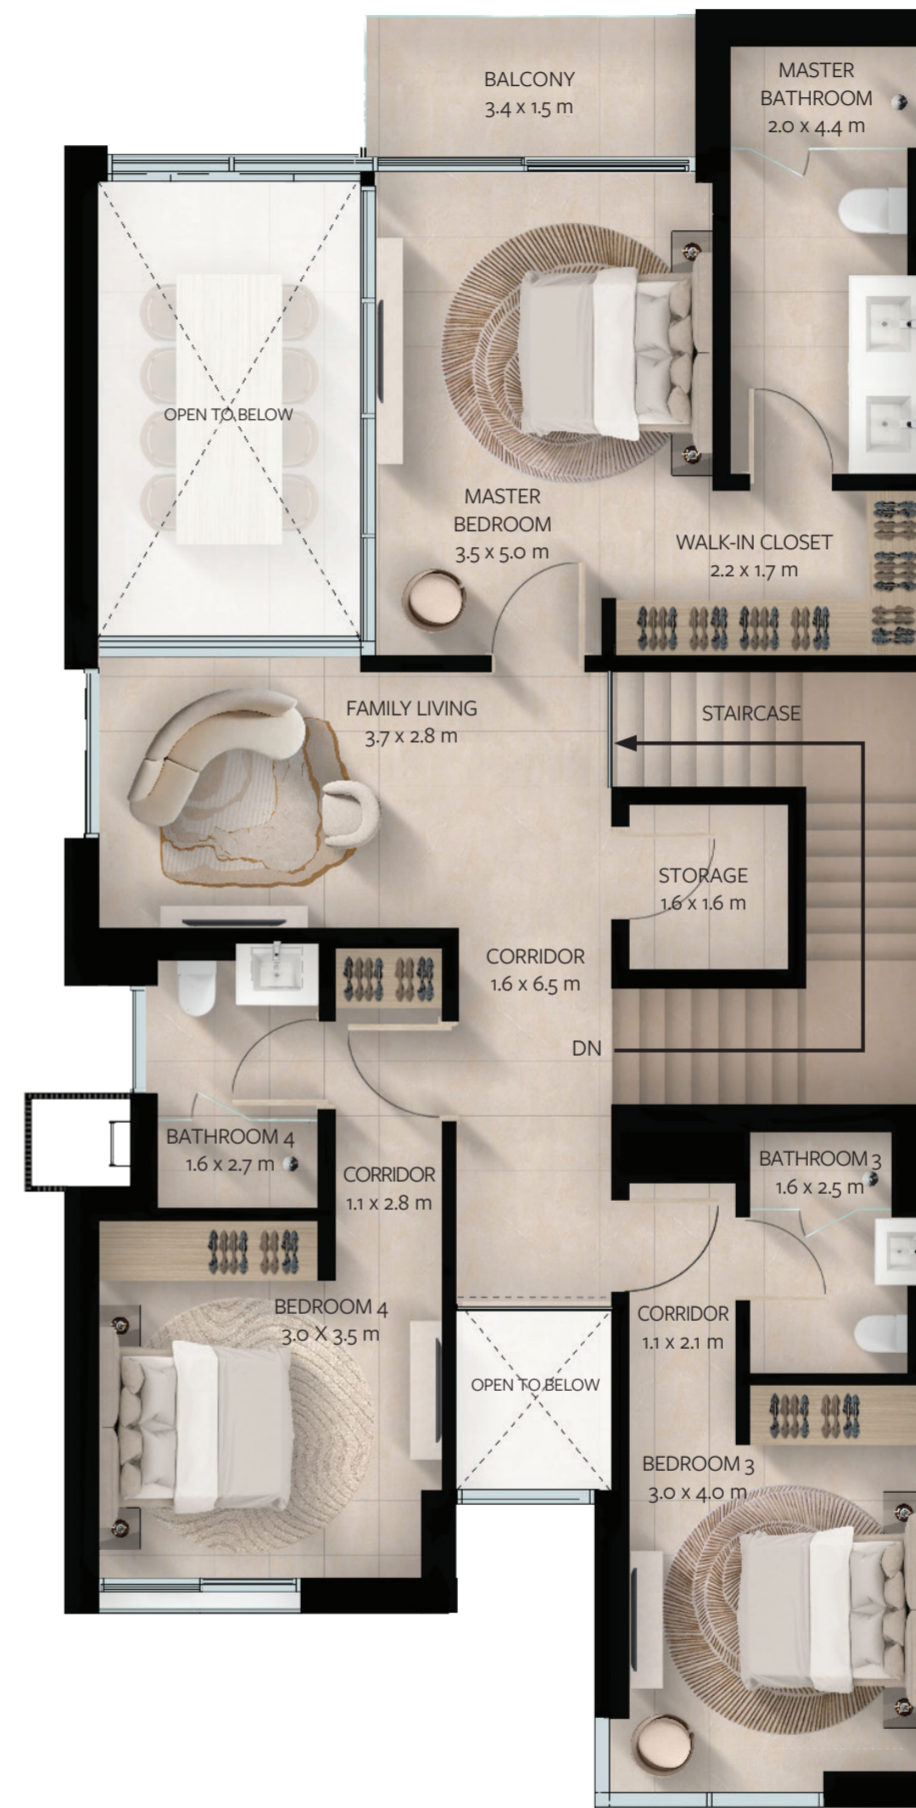 BALCONY
3.4 x 1.5 m
MASTER
BATHROOM
2.0 x 4.4 m
OPEN TO BELOW
MASTER
BEDROOM
3.5 x 5.0 m
WALK-IN CLOSET
2.2 x 1.7 m
FAMILY LIVING
3.7 x 2.8 m
STAIRCASE
STORAGE
1.6 x 1.6 m
CORRIDOR
1.6 x 6.5 m
DN
BATHROOM 4
1.6 x 2.7 m
CORRIDOR
1.1 x 2.8 m
BATHROOM 3
1.6 x 2.5 m
BEDROOM 4
3.0 X 3.5 m
CORRIDOR
1.1 x 2.1 m
OPEN TO BELOW
BEDROOM 3
3.0 x 4.0 m